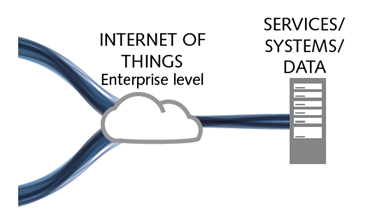 INTERNET OF
THINGS
Enterprise level
SERVICES/
SYSTEMS/
DATA